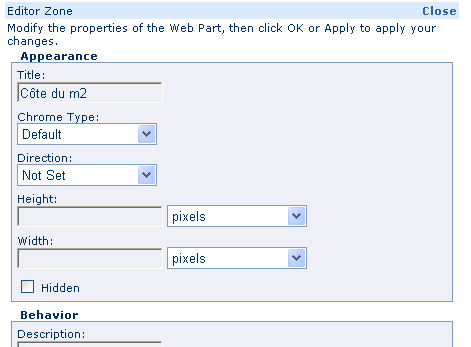 Editor Zone Close
Modify the properties of the Web Part, then click OK or Apply to apply your
changes.
Appearance
Title:
Côte du m2
Chrome Type:
Default
Direction:
Not Set
Height:
pixels
Width:
pixels
Hidden
Behavior
Description: